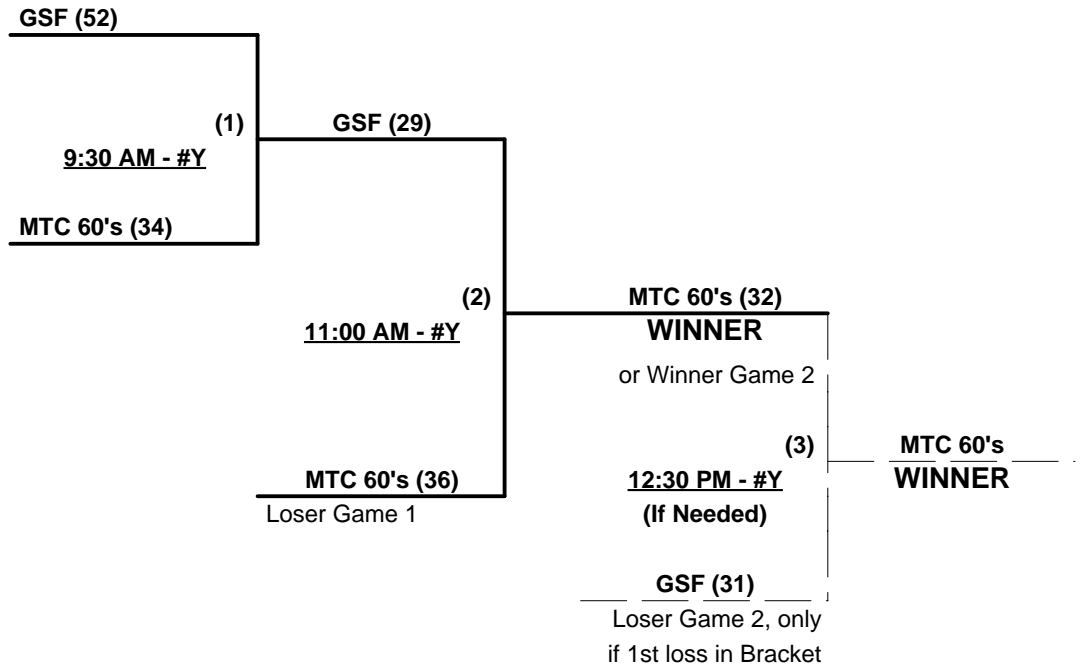 GSF (52)
(1)
GSF (29)
9:30 AM - #Y
MTC 60's (34)
(2)
MTC 60's (32)
11:00 AM - #Y
WINNER
or Winner Game 2
(3)
MTC 60's
MTC 60's (36)
12:30 PM - #Y
WINNER
Loser Game 1
(If Needed)
GSF (31)
Loser Game 2, only
if 1st loss in Bracket